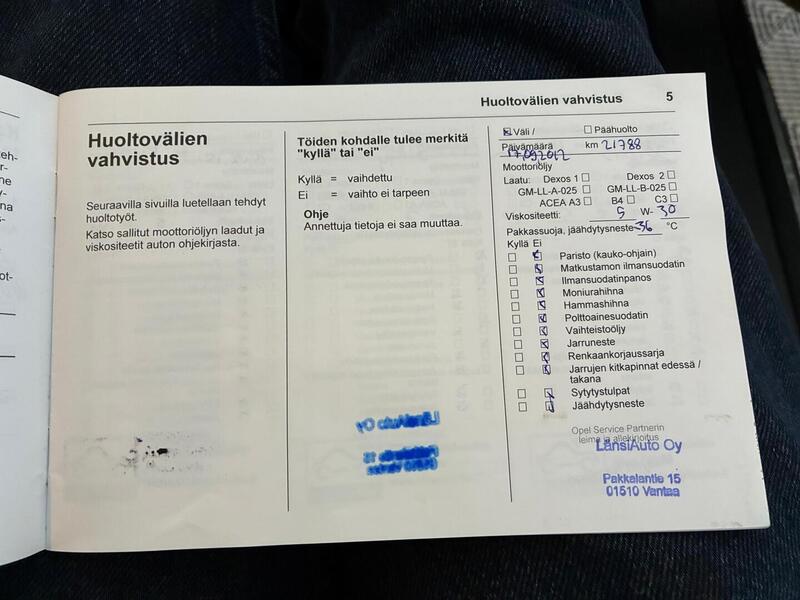 Huoltovälien vahvistus 5
Huoltovälien
vahvistus
Seuraavilla sivuilla luetellaan tehdyt
huoltotyöt.
Katso sallitut moottoriöljyn laadut ja
viskositeetit auton ohjekirjasta.
Töiden kohdalle tulee merkitä
"kyllä" tai "ei"
Kyllä = vaihdettu
Ei = vaihto ei tarpeen
Ohje
Annettuja tietoja ei saa muuttaa.
Väli / Päähuolto
Päivämäärä 17.09.2012 km 21788
Moottoriöljy
Laatu: Dexos 1 Dexos 2
GM-LL-A-025 GM-LL-B-025
ACEA A3 B4 C3
Viskositeetti: 5 W- 30
Pakkassuoja, jäähdytysneste -36 °C
Kyllä Ei
Paristo (kauko-ohjain)
Matkustamon ilmansuodatin
Ilmansuodatinpanos
Moniurahihna
Hammashihna
Polttoainesuodatin
Vaihteistoöljy
Jarruneste
Renkaankorjaussarja
Jarrujen kitkapinnat edessä /
takana
Sytytystulpat
Jäähdytysneste
Opel Service Partnerin
leima ja allekirjoitus
LänsiAuto Oy
Pakkalantie 15
01510 Vantaa